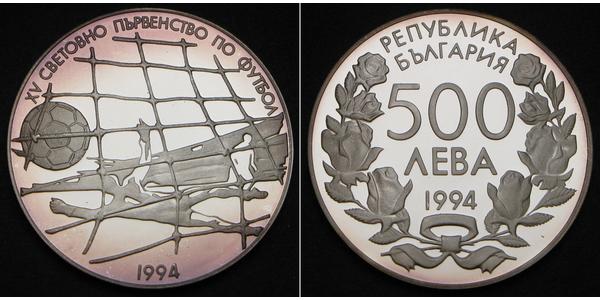 XV СВЕТОВНО ПЪРВЕНСТВО ПО ФУТБОЛ
1994
РЕПУБЛИКА
БЪЛГАРИЯ
500
ЛЕВА
1994